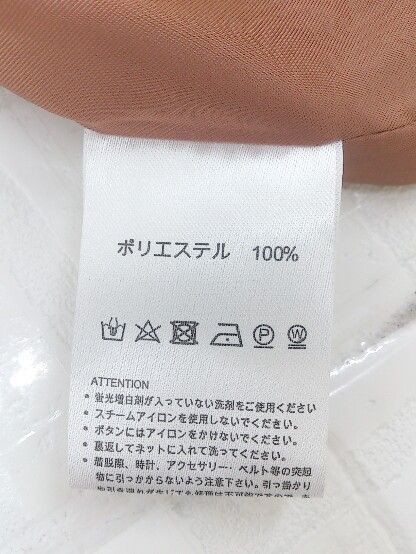 ポリエステル 100%
P W
ATTENTION
・蛍光増白剤が入っていない洗剤をご使用ください
・スチームアイロンを使用しないでください。
・ボタンにはアイロンをかけないでください。
・裏返してネットに入れて洗ってください。
・着脱際、時計、アクセサリー・ベルト等の突起
物に引っかからないよう注意下さい。引っ掛かり